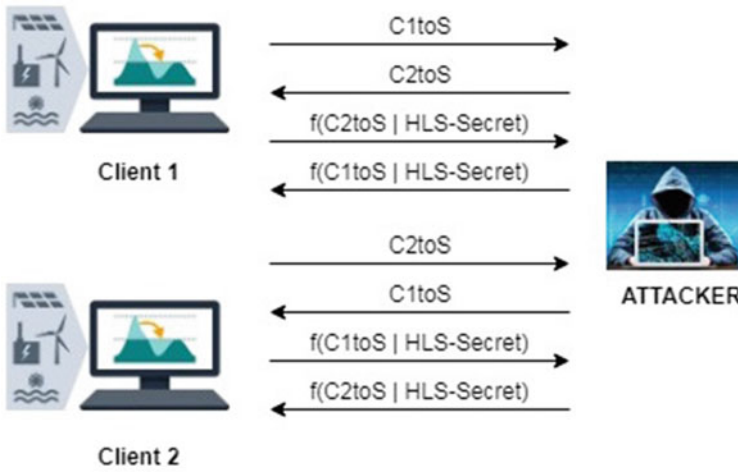 C1toS
C2toS
f(C2toS | HLS-Secret)
f(C1toS | HLS-Secret)
Client 1
C2toS
C1toS
f(C1toS | HLS-Secret)
f(C2toS | HLS-Secret)
Client 2
ATTACKER